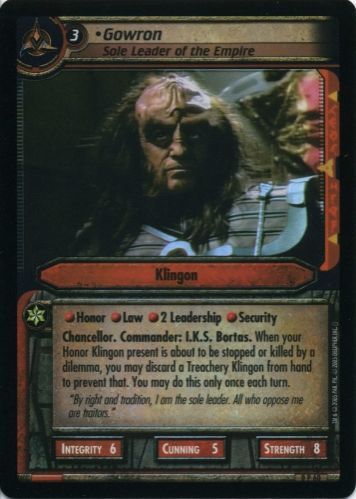 3 •Gowron
Sole Leader of the Empire
Klingon
Honor Law 2 Leadership Security
Chancellor. Commander: I.K.S. Bortas. When your
Honor Klingon present is about to be stopped or killed by a
dilemma, you may discard a Treachery Klingon from hand
to prevent that. You may do this only once each turn.
"By right and tradition, I am the sole leader. All who oppose me
are traitors."
Integrity 6 Cunning 5 Strength 8